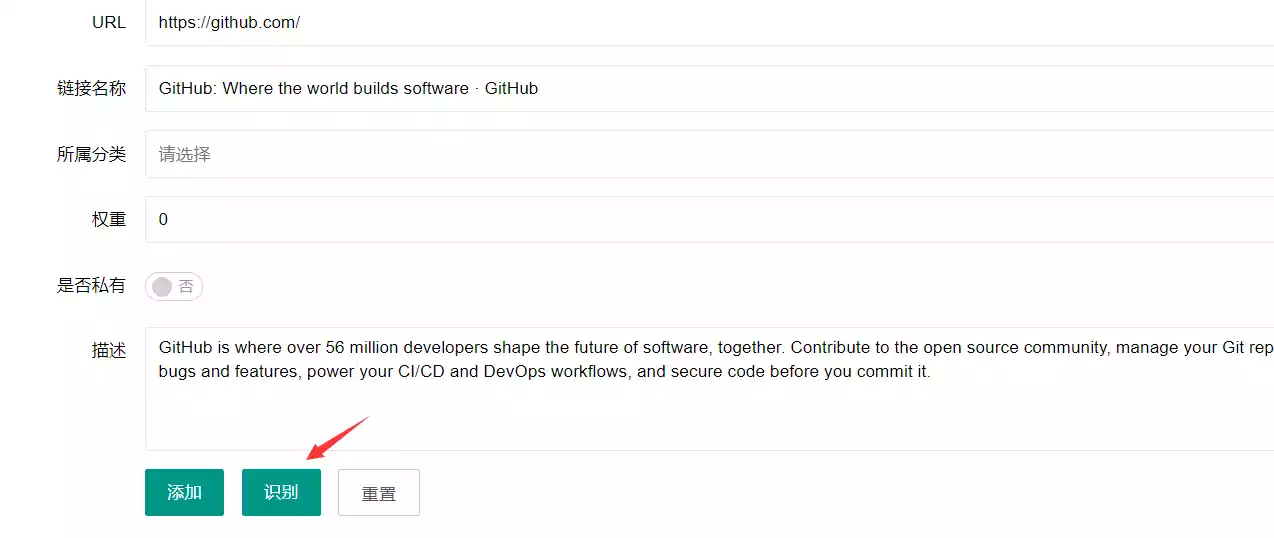 URL https://github.com/
链接名称 GitHub: Where the world builds software · GitHub
所属分类 请选择
权重 0
是否私有 否
描述 GitHub is where over 56 million developers shape the future of software, together. Contribute to the open source community, manage your Git rep
bugs and features, power your CI/CD and DevOps workflows, and secure code before you commit it.
添加 识别 重置